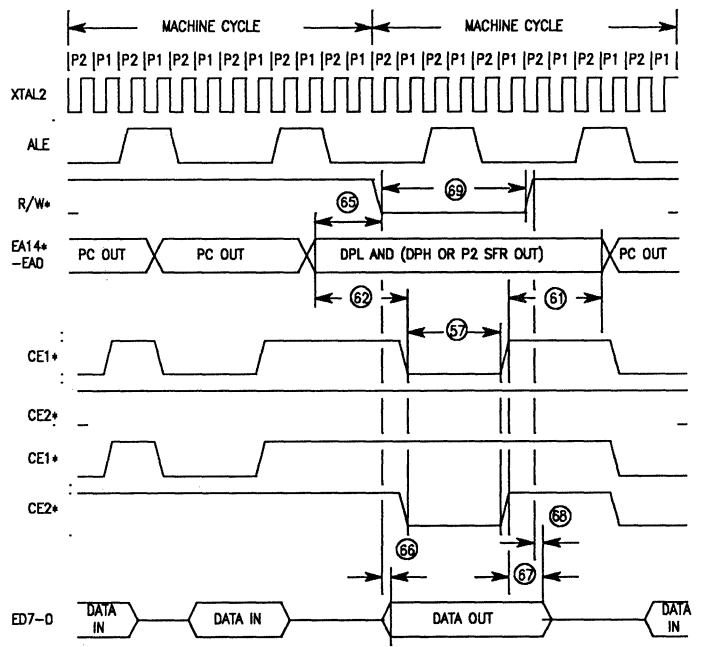 MACHINE CYCLE MACHINE CYCLE
P2 P1 P2 P1 P2 P1 P2 P1 P2 P1 P2 P1 P2 P1 P2 P1 P2 P1 P2 P1 P2 P1 P2 P1
XTAL2
ALE
R/W*
65 69
EA14*
-EA0
PC OUT PC OUT DPL AND (DPH OR P2 SFR OUT) PC OUT
62 61
57
CE1*
CE2*
CE1*
CE2*
68
66 67
ED7-0
DATA
IN
DATA IN DATA OUT
DATA
IN